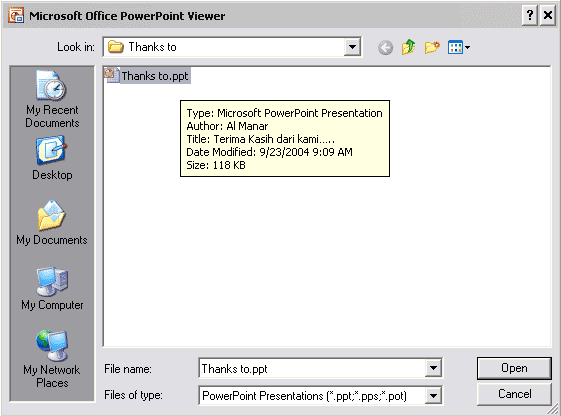 Microsoft Office PowerPoint Viewer
Look in: Thanks to
My Recent
Documents
Desktop
My Documents
My Computer
My Network
Places
Thanks to.ppt
Type: Microsoft PowerPoint Presentation
Author: Al Manar
Title: Terima Kasih dari kami.....
Date Modified: 9/23/2004 9:09 AM
Size: 118 KB
File name: Thanks to.ppt Open
Files of type: PowerPoint Presentations (*.ppt;*.pps;*.pot) Cancel